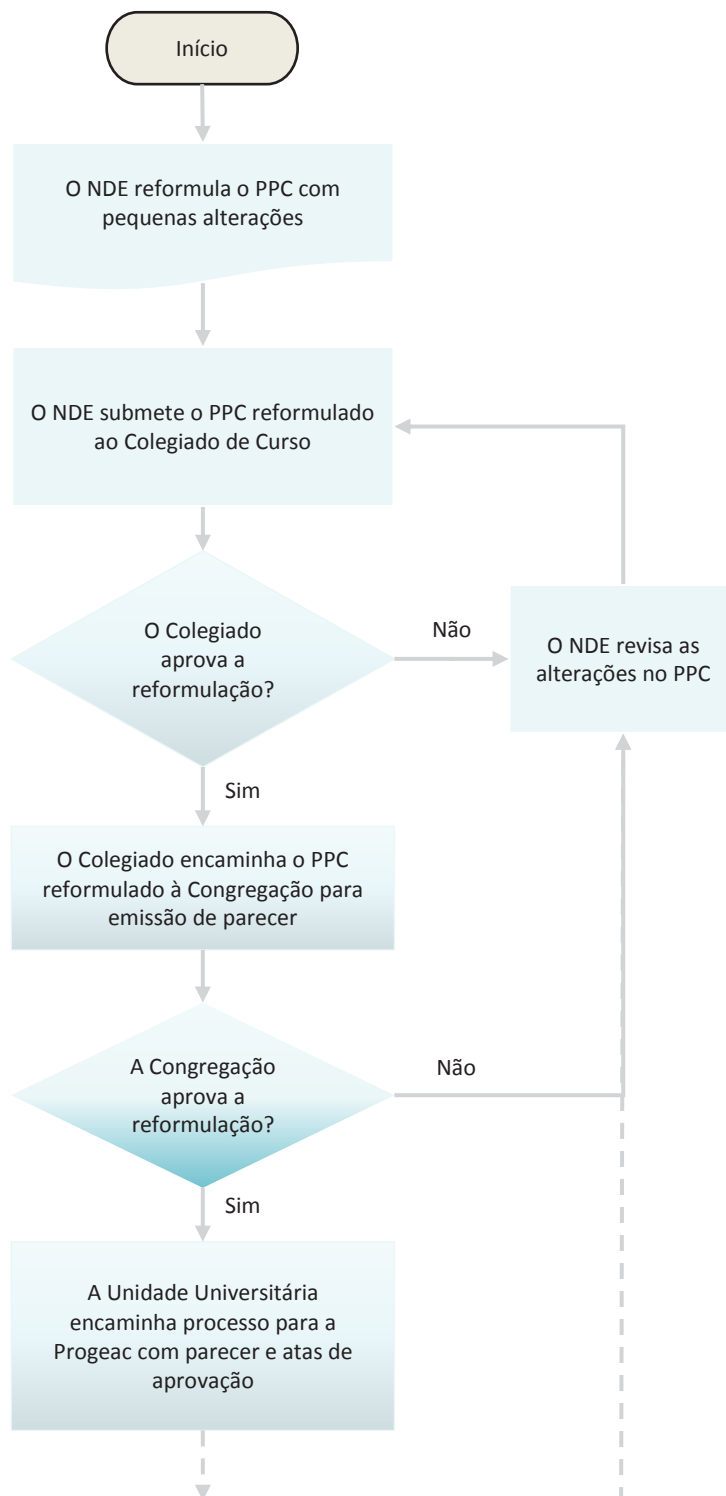 Início
O NDE reformula o PPC com
pequenas alterações
O NDE submete o PPC reformulado
ao Colegiado de Curso
O Colegiado
aprova a
reformulação?
Não
O NDE revisa as
alterações no PPC
Sim
O Colegiado encaminha o PPC
reformulado à Congregação para
emissão de parecer
A Congregação
aprova a
reformulação?
Não
Sim
A Unidade Universitária
encaminha processo para a
Progeac com parecer e atas de
aprovação